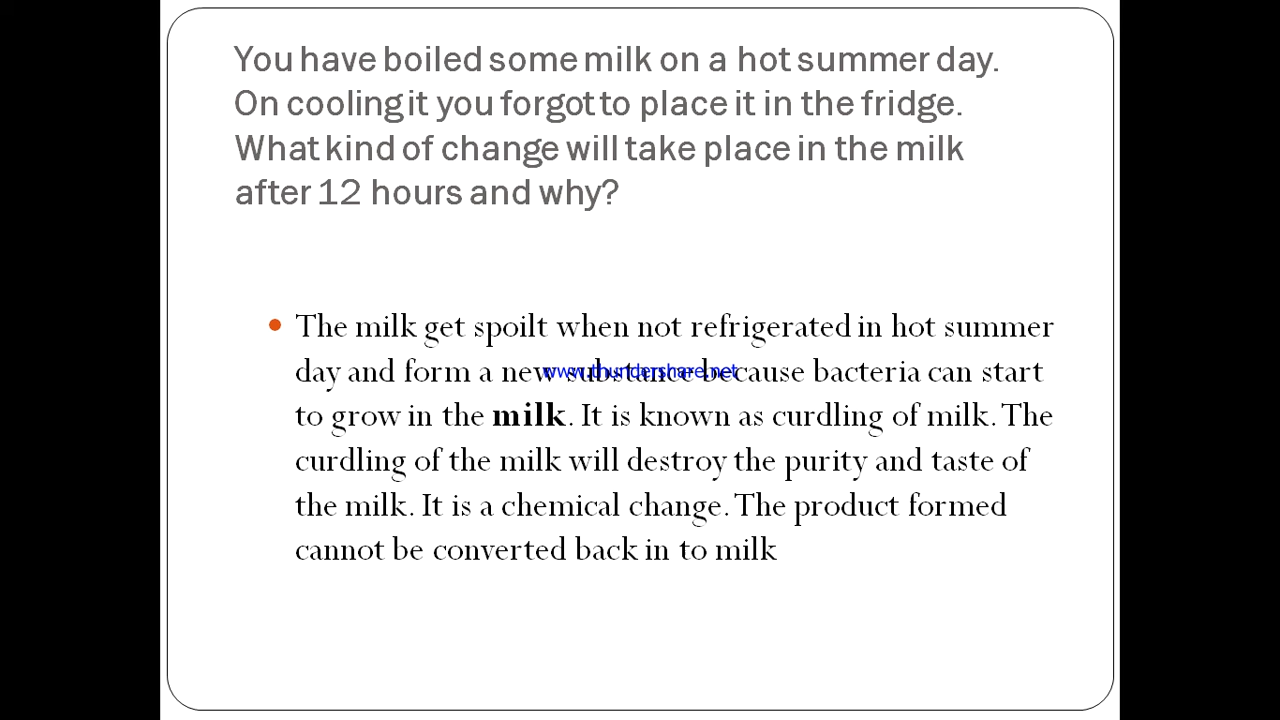 You have boiled some milk on a hot summer day.
On cooling it you forgot to place it in the fridge.
What kind of change will take place in the milk
after 12 hours and why?
The milk get spoilt when not refrigerated in hot summer
day and form a new substance because bacteria can start
www.thundershare.net
to grow in the milk. It is known as curdling of milk. The
curdling of the milk will destroy the purity and taste of
the milk. It is a chemical change. The product formed
cannot be converted back in to milk